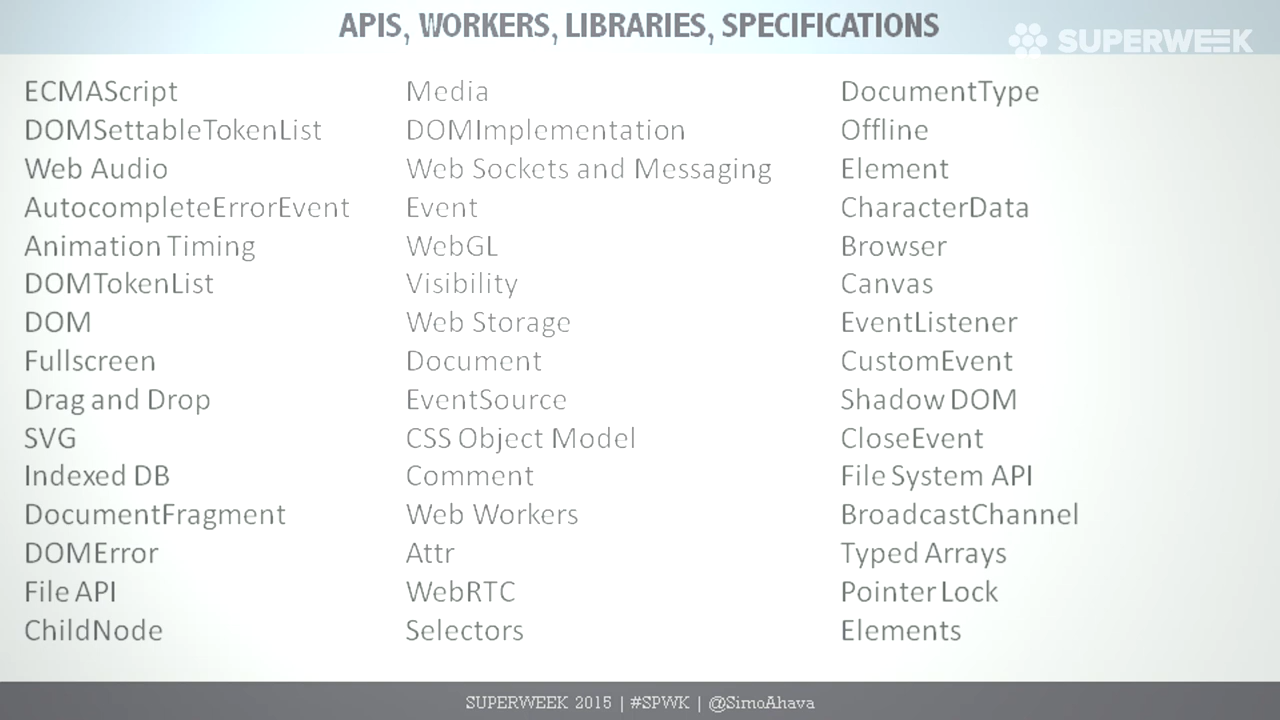 APIS, WORKERS, LIBRARIES, SPECIFICATIONS
SUPERWEEK
ECMAScript
DOMSettableTokenList
Web Audio
AutocompleteErrorEvent
Animation Timing
DOMTokenList
DOM
Fullscreen
Drag and Drop
SVG
Indexed DB
DocumentFragment
DOMError
File API
ChildNode
Media
DOMImplementation
Web Sockets and Messaging
Event
WebGL
Visibility
Web Storage
Document
EventSource
CSS Object Model
Comment
Web Workers
Attr
WebRTC
Selectors
DocumentType
Offline
Element
CharacterData
Browser
Canvas
EventListener
CustomEvent
Shadow DOM
CloseEvent
File System API
BroadcastChannel
Typed Arrays
Pointer Lock
Elements
SUPERWEEK 2015 | #SPWK | @SimoAhava